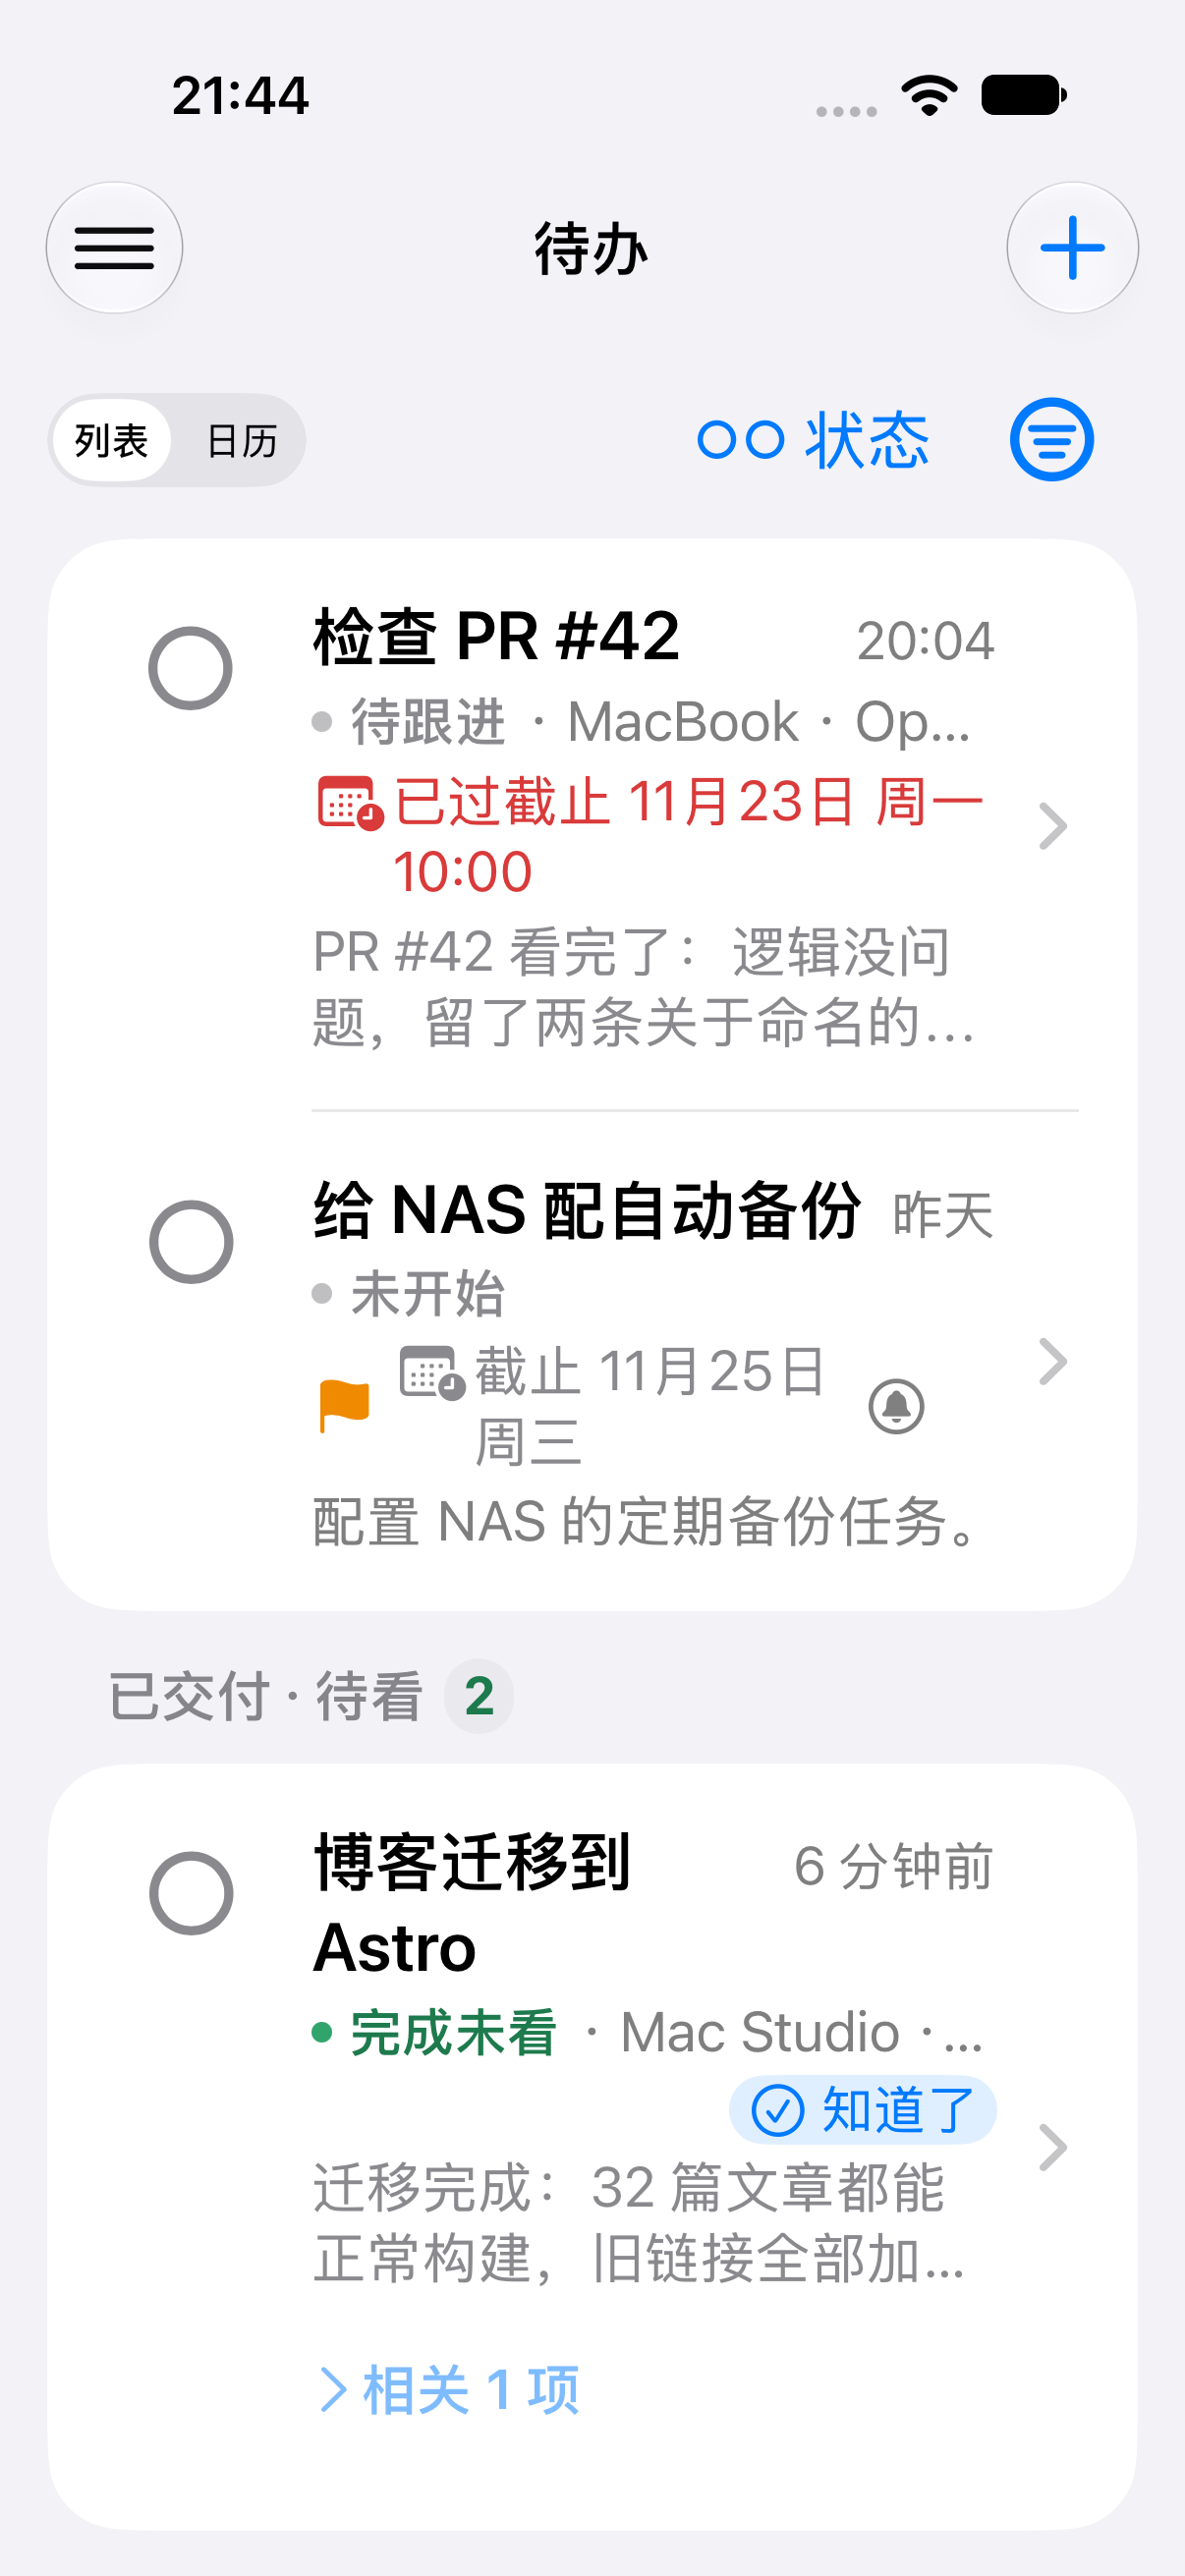 21:44
待办
列表 日历 状态
检查 PR #42 20:04
待跟进 · MacBook · Op...
已过截止 11月23日 周一
10:00
PR #42 看完了：逻辑没问
题，留了两条关于命名的...
给 NAS 配自动备份 昨天
未开始
截止 11月25日
周三
配置 NAS 的定期备份任务。
已交付 · 待看 2
博客迁移到 6 分钟前
Astro
完成未看 · Mac Studio ·...
知道了
迁移完成：32 篇文章都能
正常构建，旧链接全部加...
相关 1 项